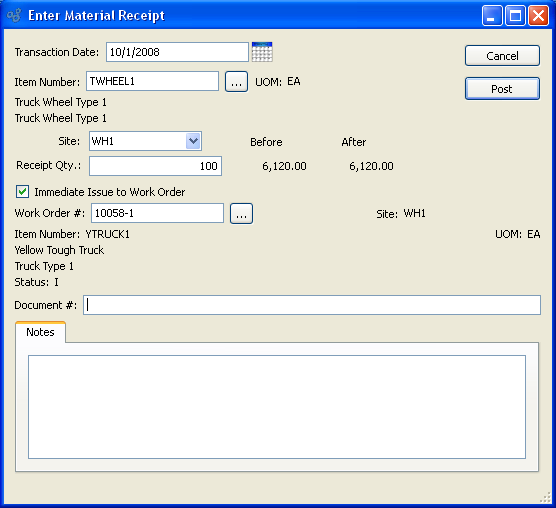 Enter Material Receipt
Transaction Date: 10/1/2008
Cancel
Item Number: TWHEEL1 ... UOM: EA
Post
Truck Wheel Type 1
Truck Wheel Type 1
Site: WH1 Before After
Receipt Qty.: 100 6,120.00 6,120.00
Immediate Issue to Work Order
Work Order #: 10058-1 ... Site: WH1
Item Number: YTRUCK1 UOM: EA
Yellow Tough Truck
Truck Type 1
Status: I
Document #:
Notes